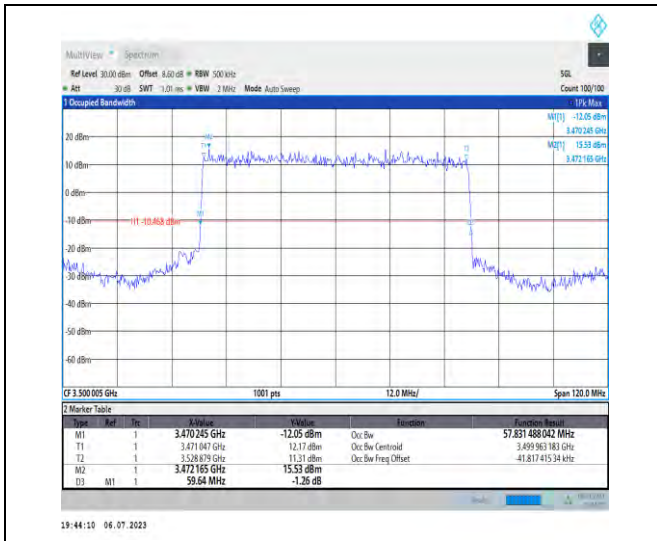 MultiView Spectrum
Ref Level 30.00 dBm Offset 8.60 dB RBW 500 kHz SGL
Att 30 dB SWT 1.01 ms VBW 2 MHz Mode Auto Sweep Count 100/100
1 Occupied Bandwidth 1Pk Max
M1[1] -12.05 dBm
3.470 245 GHz
M2[1] 15.53 dBm
3.472 165 GHz
20 dBm
10 dBm
0 dBm
-10 dBm
H1 -10.468 dBm
-20 dBm
-30 dBm
-40 dBm
-50 dBm
-60 dBm
CF 3.500 005 GHz 1001 pts 12.0 MHz/ Span 120.0 MHz
2 Marker Table
Type Ref Trc X-Value Y-Value Function Function Result
M1 1 3.470 245 GHz -12.05 dBm Occ Bw 57.831 488 042 MHz
T1 1 3.471 047 GHz 12.17 dBm Occ Bw Centroid 3.499 963 183 GHz
T2 1 3.528 879 GHz 11.31 dBm Occ Bw Freq Offset -41.817 415 34 kHz
M2 1 3.472 165 GHz 15.53 dBm
D3 M1 1 59.64 MHz -1.26 dB
19:44:10 06.07.2023